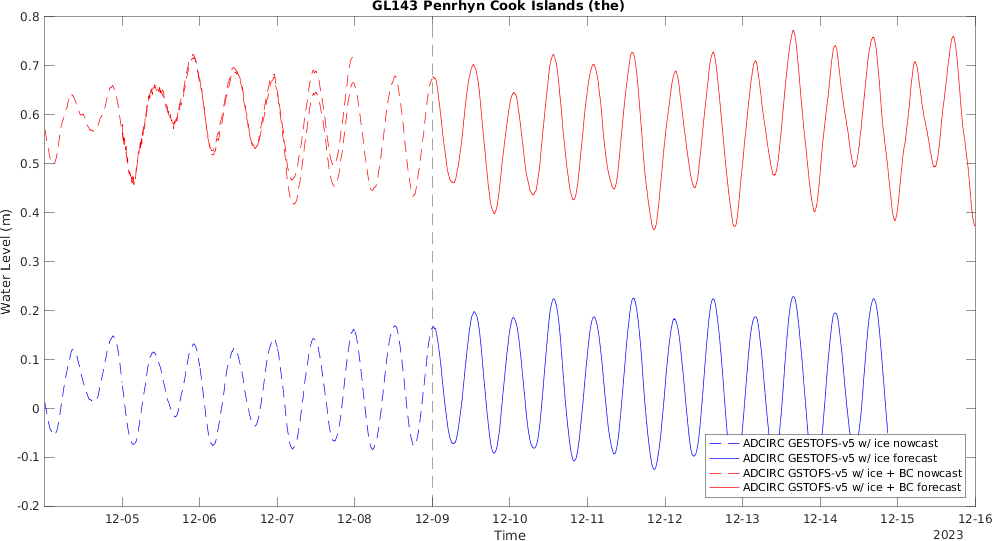 GL143 Penrhyn Cook Islands (the)
0.8
0.7
0.6
0.5
0.4
0.3
0.2
0.1
0
-0.1
-0.2
Water Level (m)
ADCIRC GESTOFS-v5 w/ ice nowcast
ADCIRC GESTOFS-v5 w/ ice forecast
ADCIRC GSTOFS-v5 w/ ice + BC nowcast
ADCIRC GSTOFS-v5 w/ ice + BC forecast
12-05 12-06 12-07 12-08 12-09 12-10 12-11 12-12 12-13 12-14 12-15 12-16
Time
2023